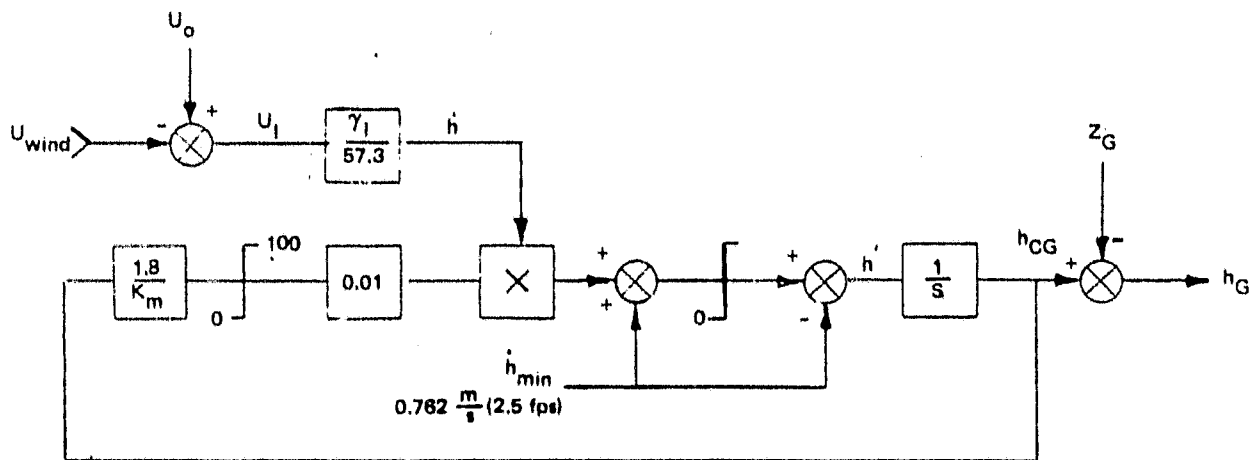 U_o
U_wind
-
+
U_I
γ_I
57.3
ḣ
Z_G
1.8
K_m
100
0
0.01
×
+
+
0
+
-
ḣ
1
S
h_CG
+
-
h_G
ḣ_min
0.762 m/s (2.5 fps)